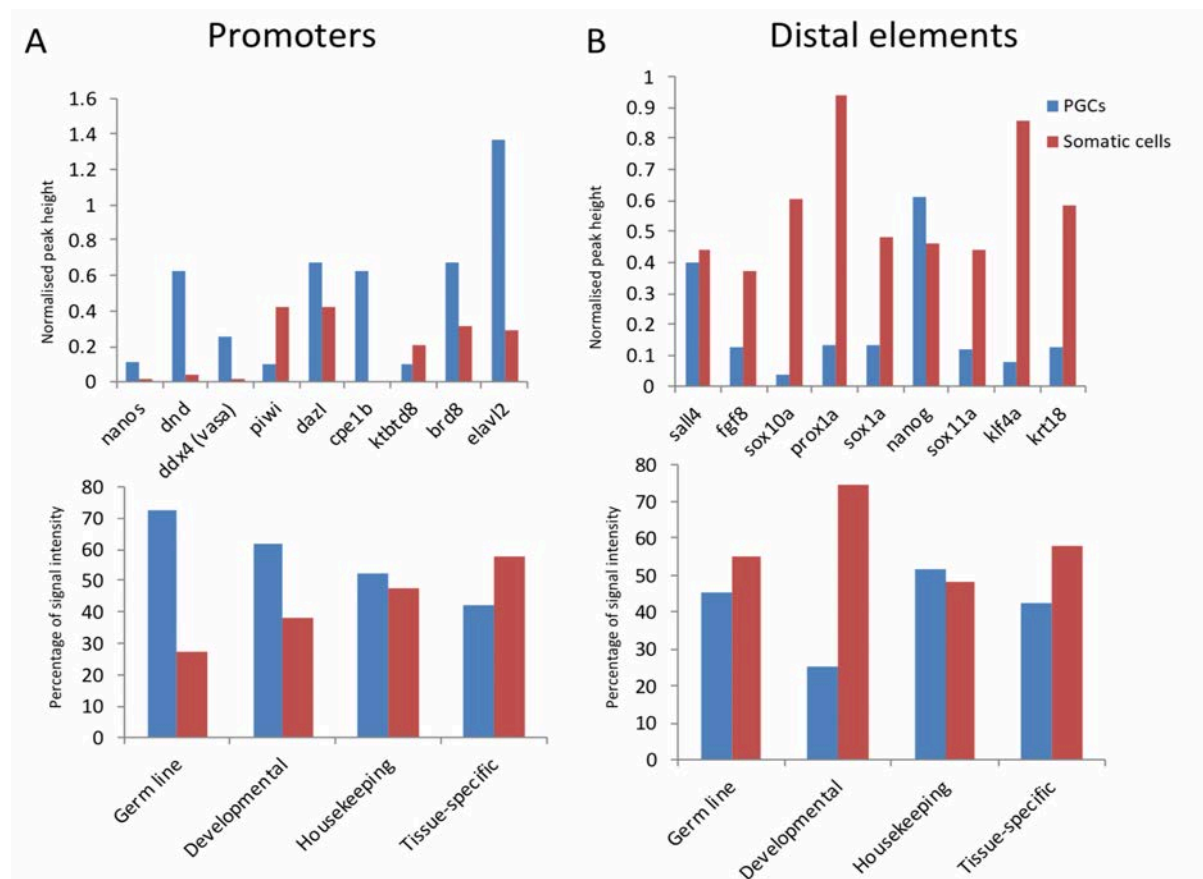 A
Promoters
Normalised peak height
1.6
1.4
1.2
1
0.8
0.6
0.4
0.2
0
nanos
dnd
ddx4 (vasa)
piwi
dazl
cpe1b
ktbtd8
brd8
elavl2
Percentage of signal intensity
80
70
60
50
40
30
20
10
0
Germ line
Developmental
Housekeeping
Tissue-specific
B
Distal elements
Normalised peak height
1
0.9
0.8
0.7
0.6
0.5
0.4
0.3
0.2
0.1
0
PGCs
Somatic cells
sall4
fgf8
sox10a
prox1a
sox1a
nanog
sox11a
klf4a
krt18
Percentage of signal intensity
80
70
60
50
40
30
20
10
0
Germ line
Developmental
Housekeeping
Tissue-specific